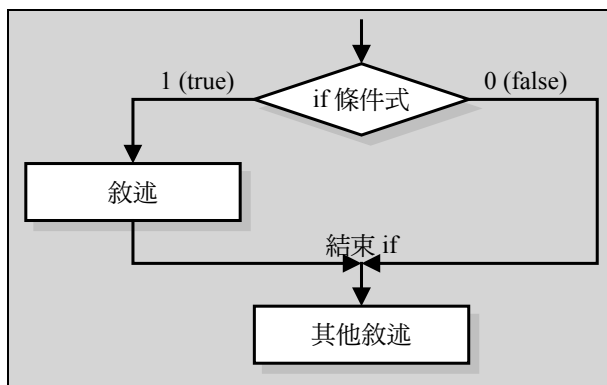 1 (true)
0 (false)
if 條件式
敘述
結束 if
其他敘述